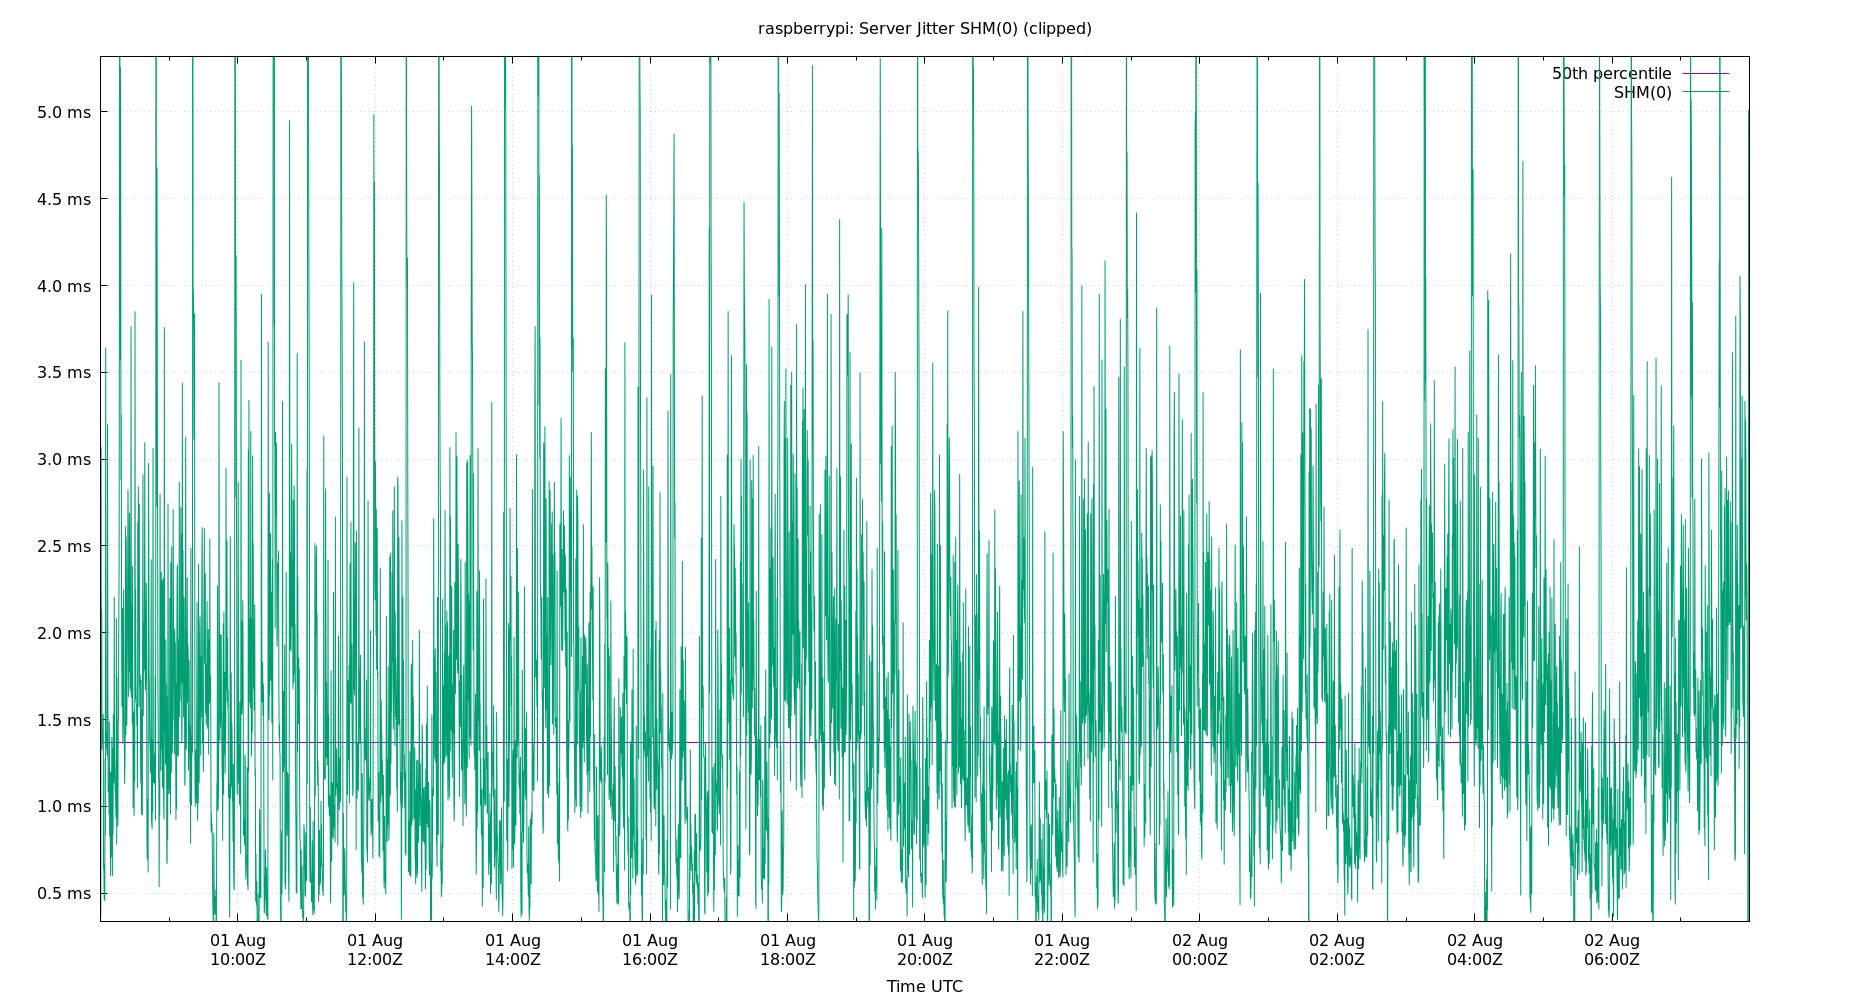 raspberrypi: Server Jitter SHM(0) (clipped)
50th percentile
SHM(0)
5.0 ms
4.5 ms
4.0 ms
3.5 ms
3.0 ms
2.5 ms
2.0 ms
1.5 ms
1.0 ms
0.5 ms
01 Aug 01 Aug 01 Aug 01 Aug 01 Aug 01 Aug 01 Aug 02 Aug 02 Aug 02 Aug 02 Aug
10:00Z 12:00Z 14:00Z 16:00Z 18:00Z 20:00Z 22:00Z 00:00Z 02:00Z 04:00Z 06:00Z
Time UTC